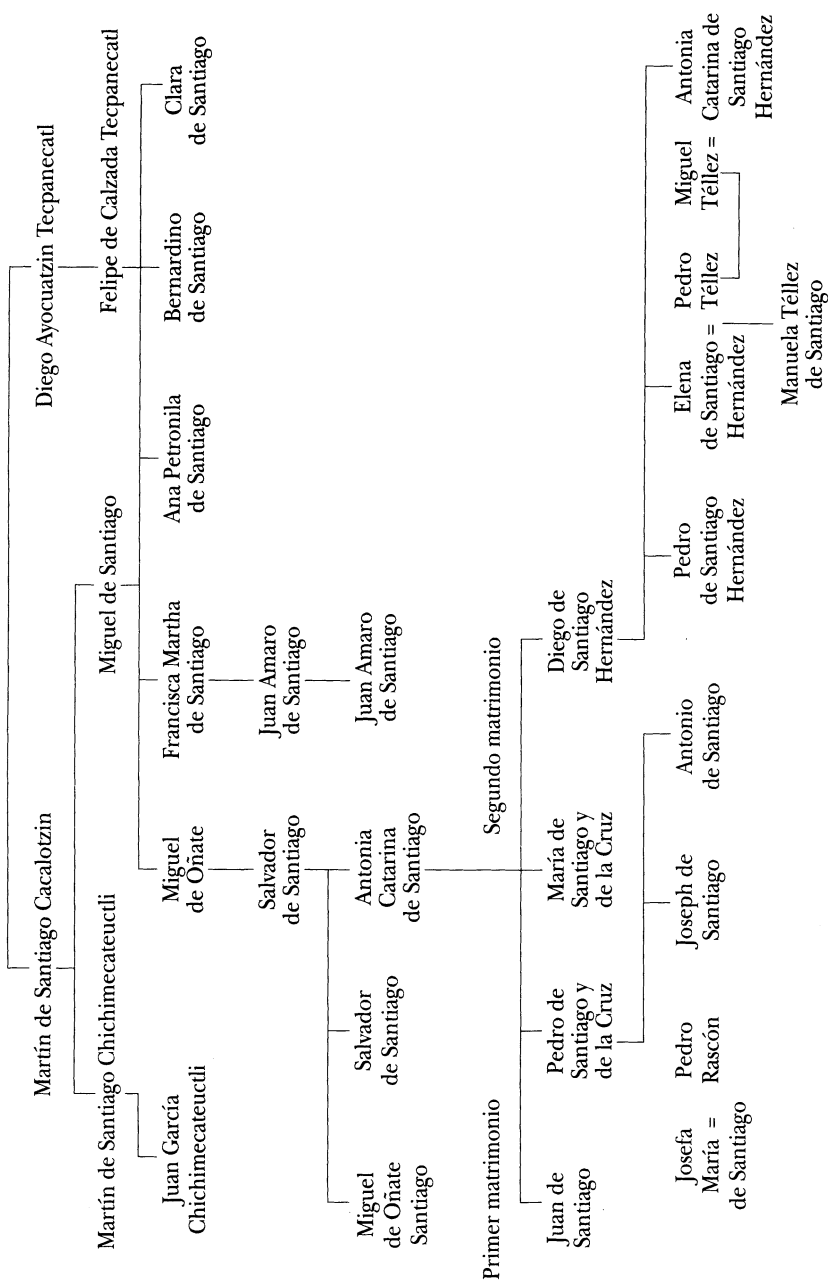 Martín de Santiago Cacalotzin
Diego Ayocuatzin Tecpanecatl
Martín de Santiago Chichimecateuctli
Miguel de Santiago
Felipe de Calzada Tecpanecatl
Juan García
Chichimecateuctli
Miguel
de Oñate
Francisca Martha
de Santiago
Ana Petronila
de Santiago
Bernardino
de Santiago
Clara
de Santiago
Salvador
de Santiago
Juan Amaro
de Santiago
Miguel
de Oñate
Santiago
Salvador
de Santiago
Antonia
Catarina
de Santiago
Juan Amaro
de Santiago
Primer matrimonio
Segundo matrimonio
Juan de
Santiago
Pedro de
Santiago y
de la Cruz
María de
Santiago y
de la Cruz
Diego de
Santiago
Hernández
Josefa
María =
de Santiago
Pedro
Rascón
Joseph de
Santiago
Antonio
de Santiago
Pedro
de Santiago
Hernández
Elena
de Santiago =
Hernández
Pedro
Téllez
Miguel
Téllez =
Antonia
Catarina de
Santiago
Hernández
Manuela Téllez
de Santiago